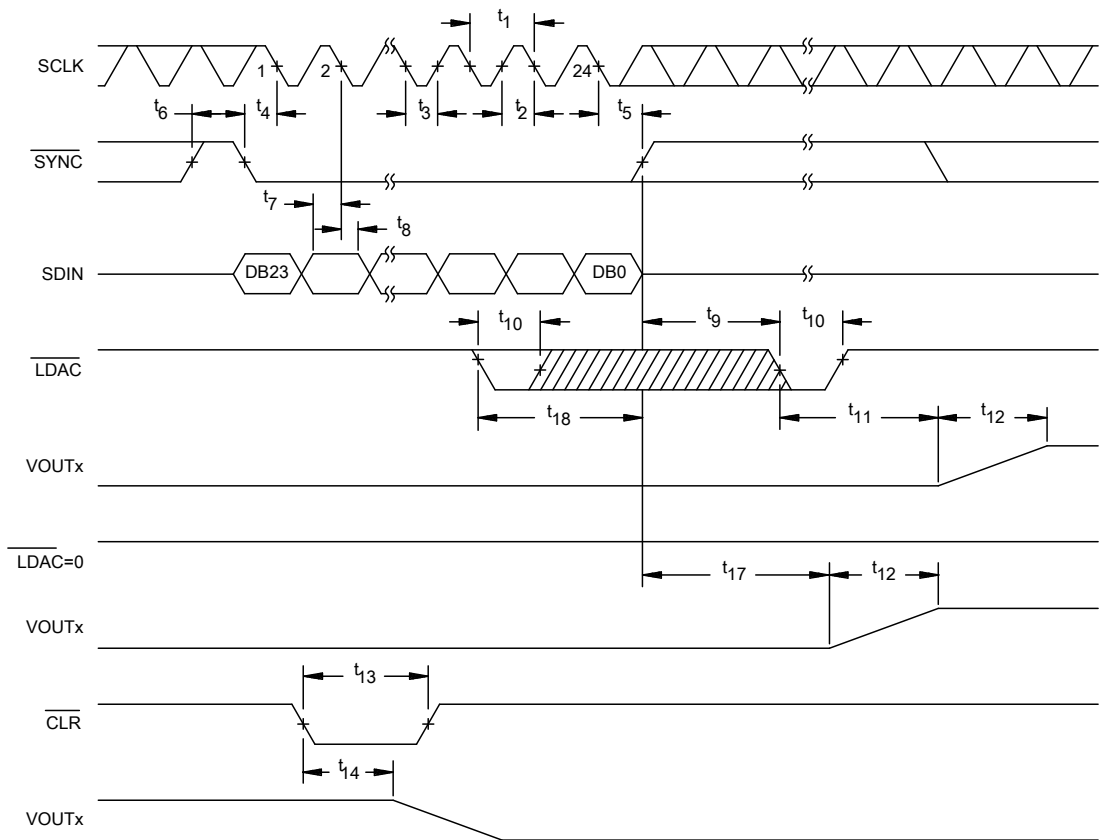 t1
SCLK
1
2
24
t6
t4
t3
t2
t5
SYNC
t7
t8
SDIN
DB23
DB0
t10
t9
t10
LDAC
t18
t11
t12
VOUTx
LDAC=0
t17
t12
VOUTx
t13
CLR
t14
VOUTx